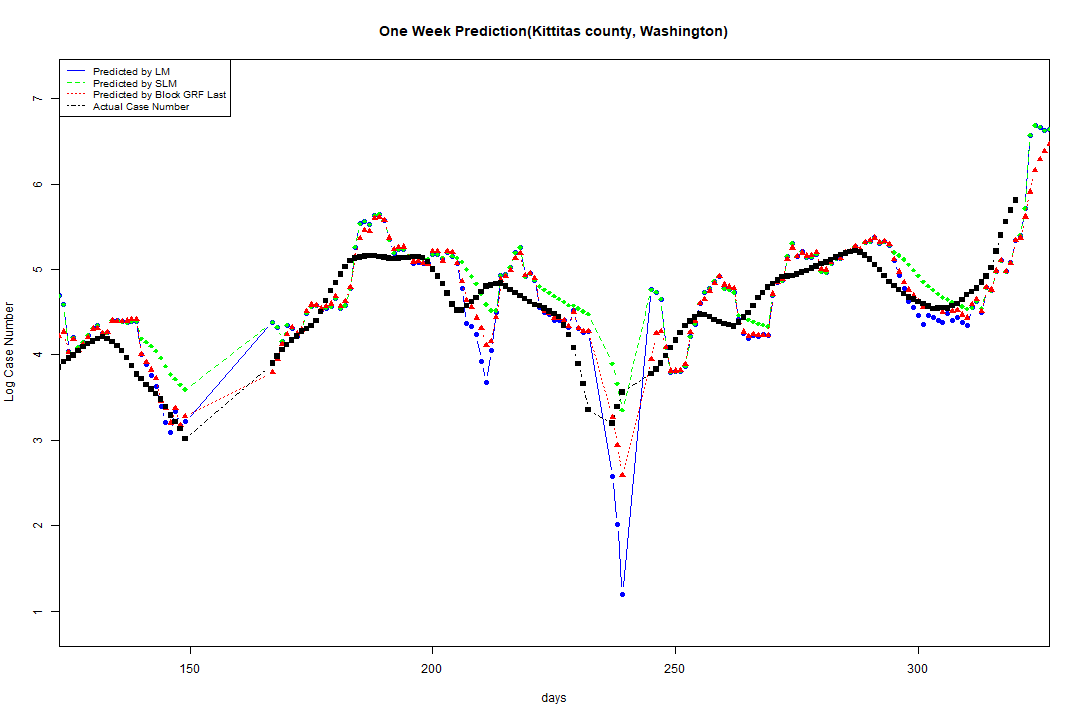 One Week Prediction(Kittitas county, Washington)
Predicted by LM
Predicted by SLM
Predicted by Block GRF Last
Actual Case Number
7
6
5
4
3
2
1
Log Case Number
150
200
250
300
days